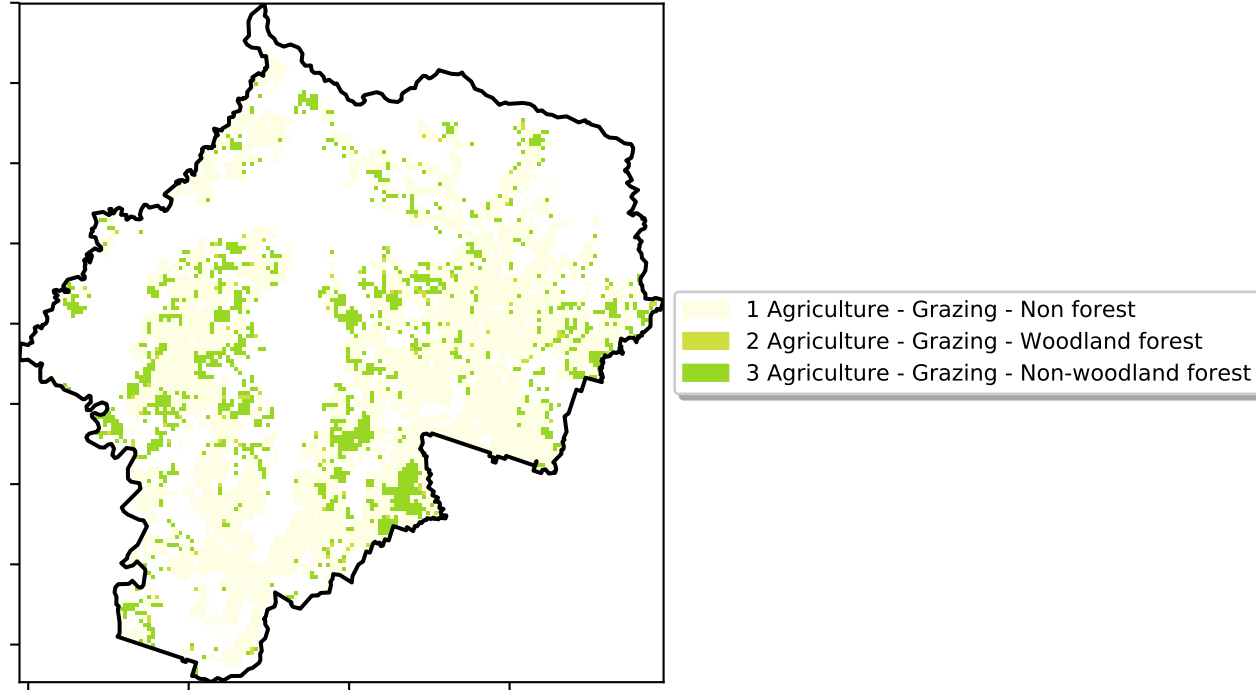 1 Agriculture - Grazing - Non forest
2 Agriculture - Grazing - Woodland forest
3 Agriculture - Grazing - Non-woodland forest